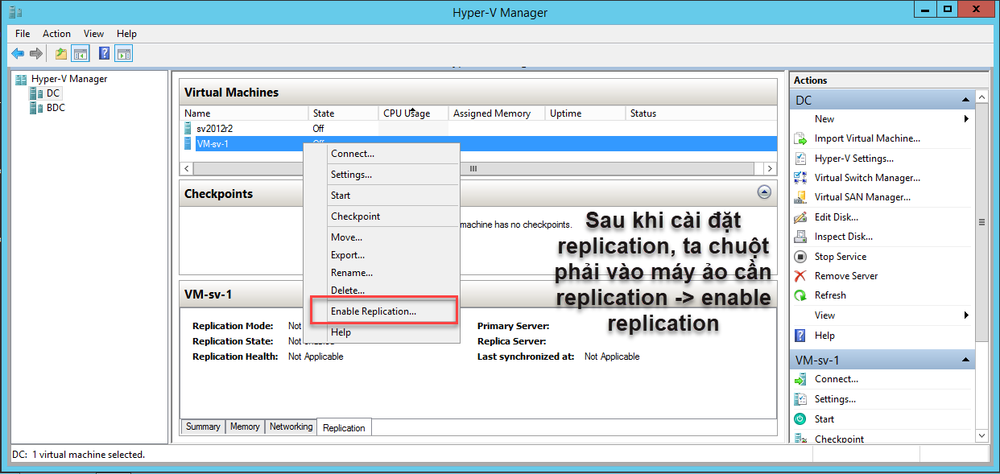 Hyper-V Manager
File Action View Help
Hyper-V Manager
DC
BDC
Virtual Machines
Name State CPU Usage Assigned Memory Uptime Status
sv2012r2 Off
VM-sv-1 Off
Connect...
Settings...
Start
Checkpoint
Move...
Export...
Rename...
Delete...
Enable Replication...
Help
Checkpoints
machine has no checkpoints.
Sau khi cài đặt
replication, ta chuột
phải vào máy ảo cần
replication -> enable
replication
VM-sv-1
Replication Mode: Not
Replication State: Not enabled
Replication Health: Not Applicable
Primary Server:
Replica Server:
Last synchronized at: Not Applicable
Summary Memory Networking Replication
Actions
DC
New
Import Virtual Machine...
Hyper-V Settings...
Virtual Switch Manager...
Virtual SAN Manager...
Edit Disk...
Inspect Disk...
Stop Service
Remove Server
Refresh
View
Help
VM-sv-1
Connect...
Settings...
Start
Checkpoint
DC: 1 virtual machine selected.